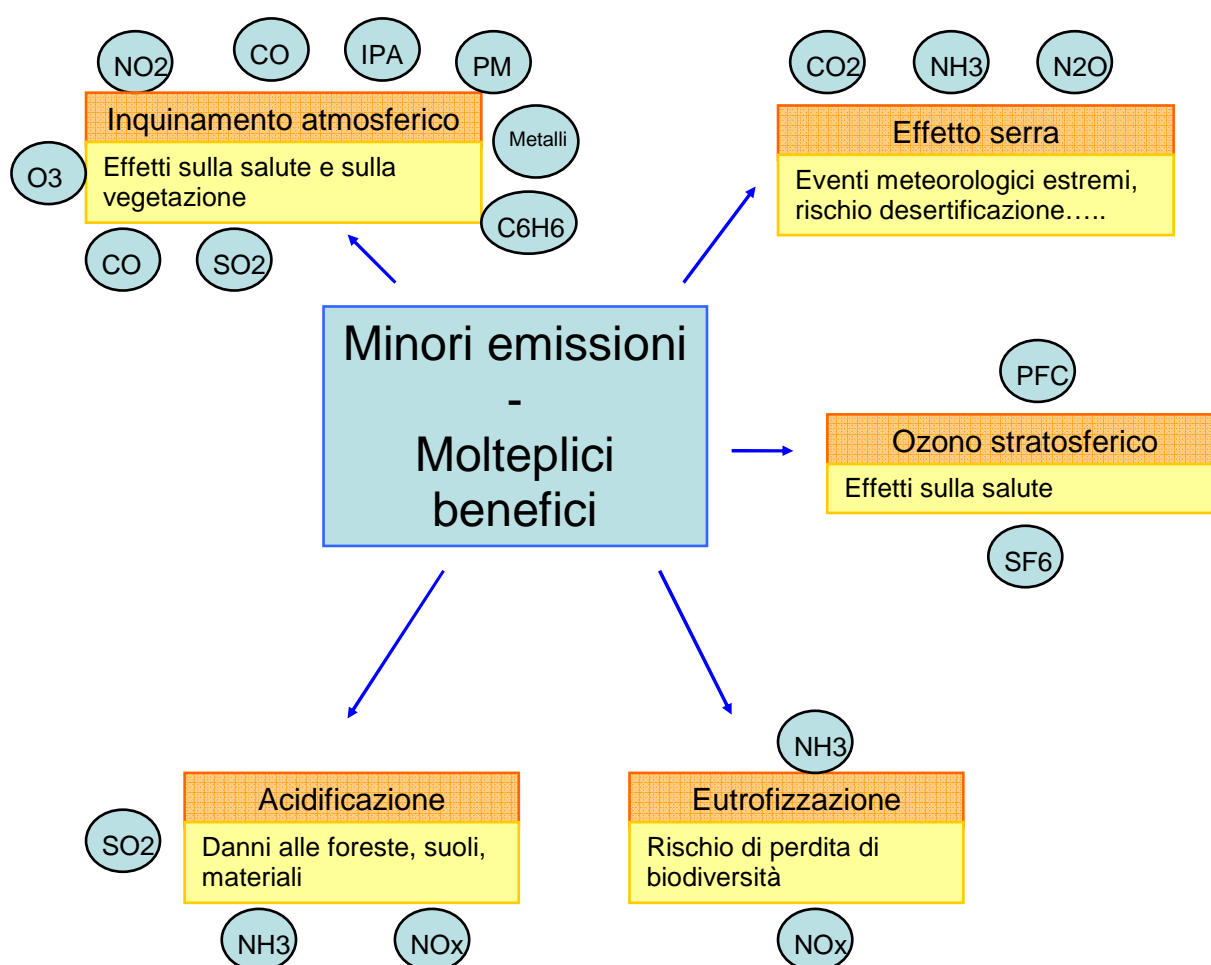 NO2
CO
IPA
PM
Inquinamento atmosferico
Metalli
O3
Effetti sulla salute e sulla
vegetazione
C6H6
CO
SO2
CO2
NH3
N2O
Effetto serra
Eventi meteorologici estremi,
rischio desertificazione…..
Minori emissioni
-
Molteplici
benefici
PFC
Ozono stratosferico
Effetti sulla salute
SF6
Acidificazione
SO2
Danni alle foreste, suoli,
materiali
NH3
NOx
NH3
Eutrofizzazione
Rischio di perdita di
biodiversità
NOx